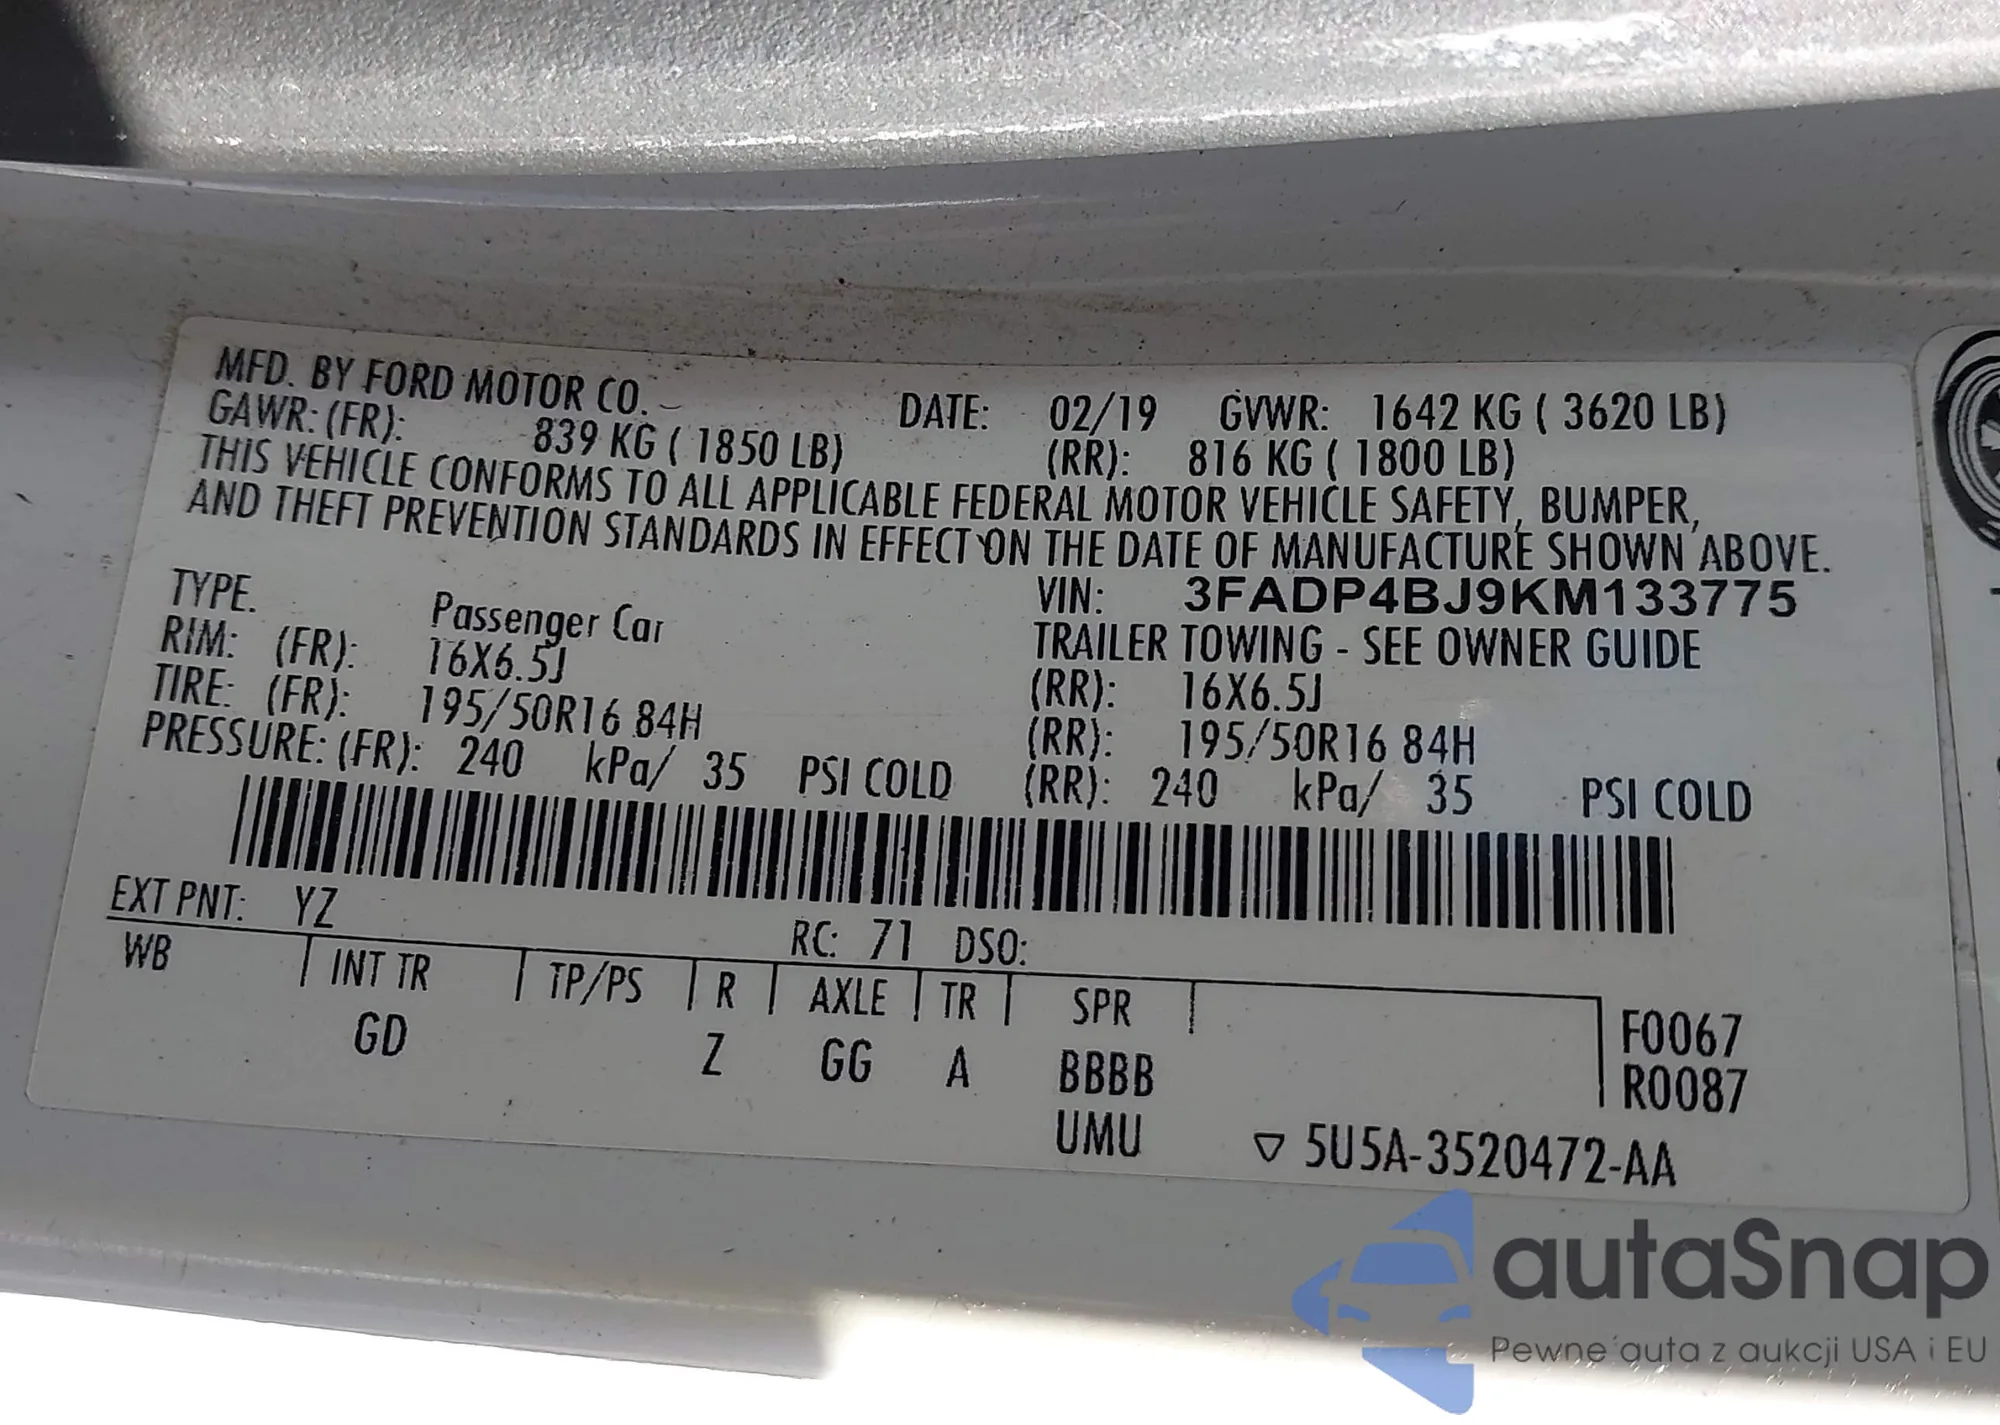 MFD. BY FORD MOTOR CO. DATE: 02/19 GVWR: 1642 KG ( 3620 LB)
GAWR: (FR): 839 KG ( 1850 LB) (RR): 816 KG ( 1800 LB)
THIS VEHICLE CONFORMS TO ALL APPLICABLE FEDERAL MOTOR VEHICLE SAFETY, BUMPER,
AND THEFT PREVENTION STANDARDS IN EFFECT ON THE DATE OF MANUFACTURE SHOWN ABOVE.
VIN: 3FADP4BJ9KM133775
TYPE. Passenger Car TRAILER TOWING - SEE OWNER GUIDE
RIM: (FR): 16X6.5J (RR): 16X6.5J
TIRE: (FR): 195/50R16 84H (RR): 195/50R16 84H
PRESSURE: (FR): 240 kPa/ 35 PSI COLD (RR): 240 kPa/ 35 PSI COLD
EXT PNT: YZ RC: 71 DSO:
WB INT TR TP/PS R AXLE TR SPR F0067
GD Z GG A BBBB R0087
UMU ▽ 5U5A-3520472-AA
autaSnap
Pewne auta z aukcji USA i EU